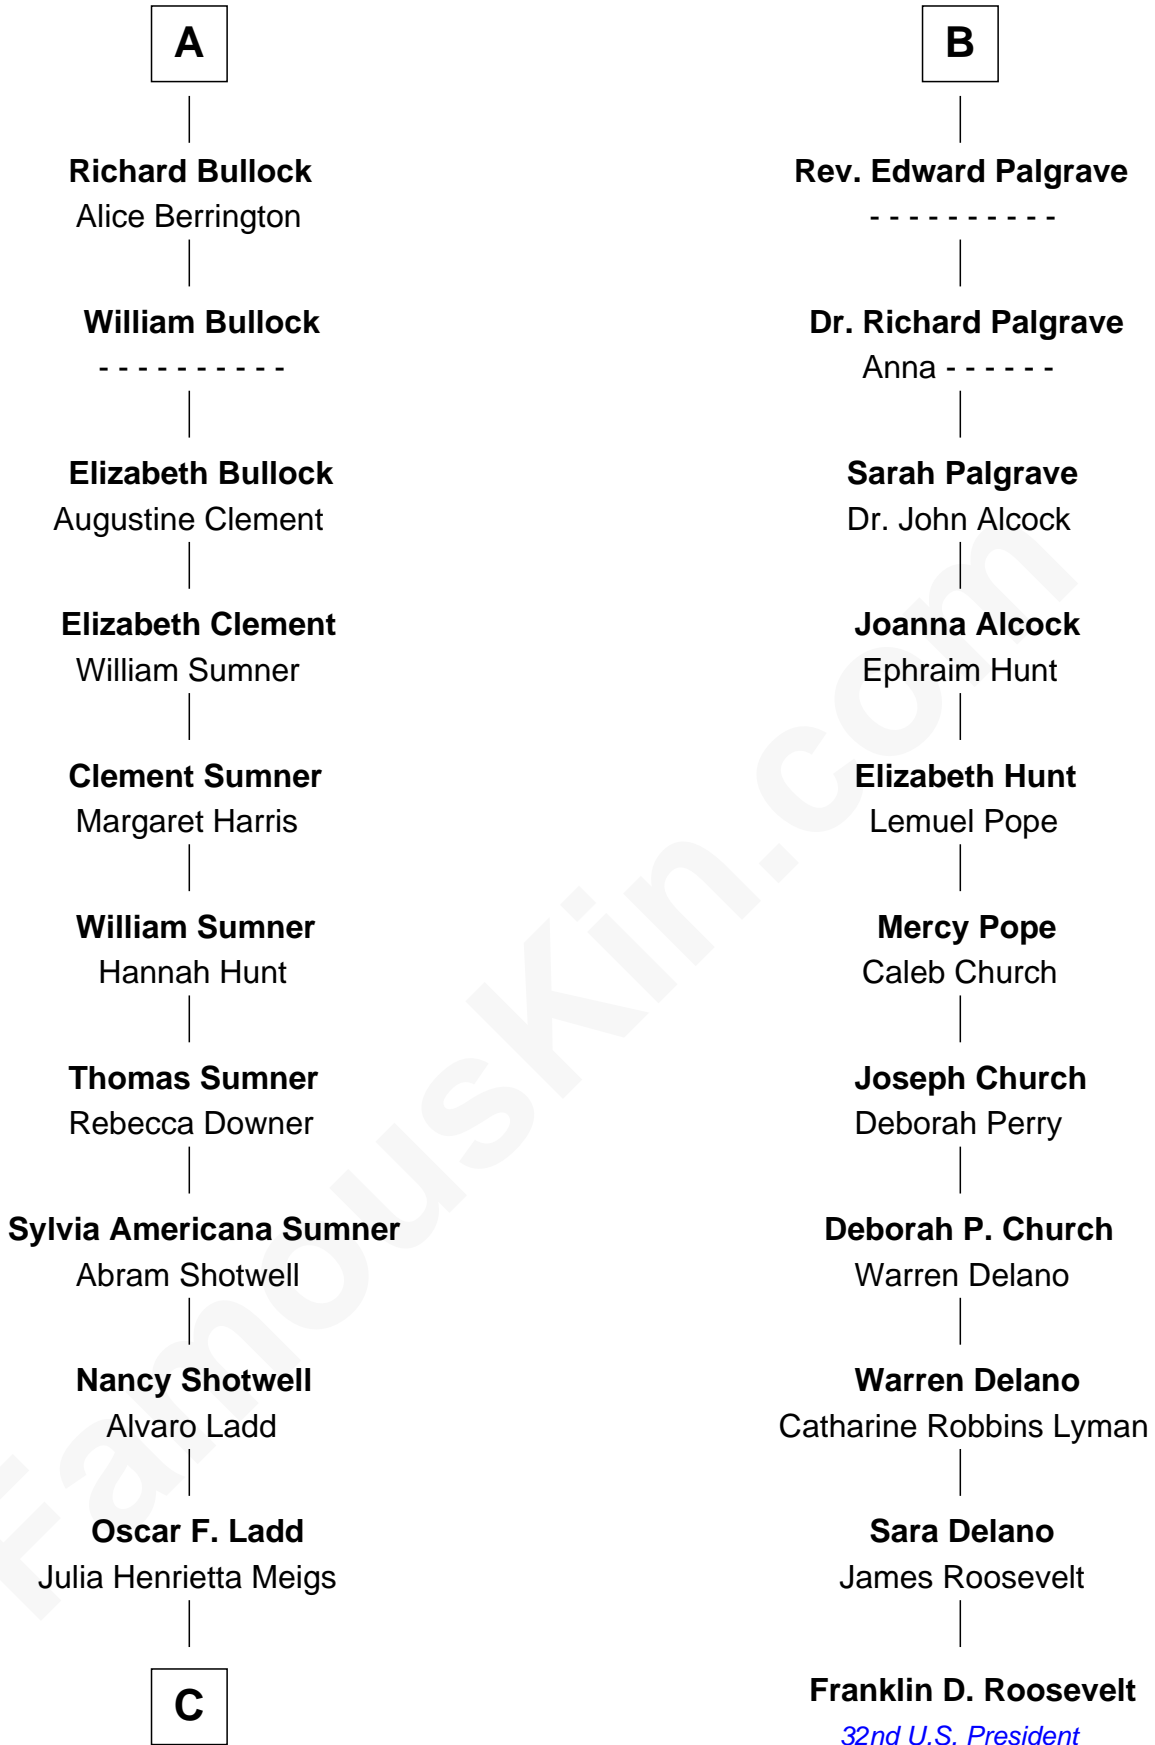 A
Richard Bullock
Alice Berrington
William Bullock
- - - - - - - - - -
Elizabeth Bullock
Augustine Clement
Elizabeth Clement
William Sumner
Clement Sumner
Margaret Harris
William Sumner
Hannah Hunt
Thomas Sumner
Rebecca Downer
Sylvia Americana Sumner
Abram Shotwell
Nancy Shotwell
Alvaro Ladd
Oscar F. Ladd
Julia Henrietta Meigs
C
B
Rev. Edward Palgrave
- - - - - - - - - -
Dr. Richard Palgrave
Anna - - - - - -
Sarah Palgrave
Dr. John Alcock
Joanna Alcock
Ephraim Hunt
Elizabeth Hunt
Lemuel Pope
Mercy Pope
Caleb Church
Joseph Church
Deborah Perry
Deborah P. Church
Warren Delano
Warren Delano
Catharine Robbins Lyman
Sara Delano
James Roosevelt
Franklin D. Roosevelt
32nd U.S. President
FamousKin.com